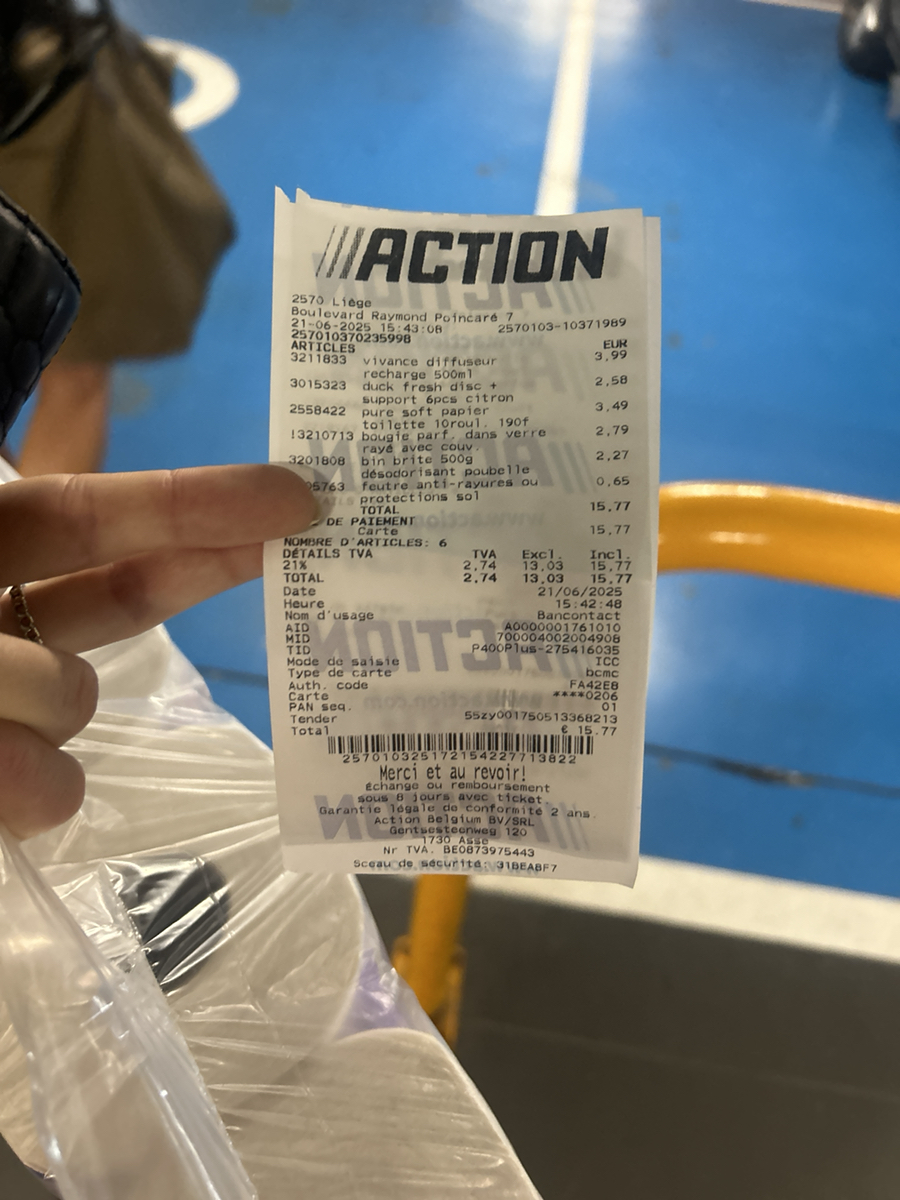 ///ACTION
2570 Liège
Boulevard Raymond Poincaré 7
21-06-2025 15:43:08 2570103-10371989
257010370235998
ARTICLES EUR
3211833 vivance diffuseur 3,99
recharge 500ml
3015323 duck fresh disc + 2,58
support 6pcs citron
2558422 pure soft papier 3,49
toilette 10roul. 190f
!3210713 bougie parf. dans verre 2,79
rayé avec couv.
3201808 bin brite 500g 2,27
désodorisant poubelle
05763 feutre anti-rayures ou 0,65
protections sol
TOTAL 15,77
DE PAIEMENT
Carte 15,77
NOMBRE D'ARTICLES: 6
DÉTAILS TVA TVA Excl. Incl.
21% 2,74 13,03 15,77
TOTAL 2,74 13,03 15,77
Date 21/06/2025
Heure 15:42:48
Nom d'usage Bancontact
AID A0000001761010
MID 700004002004908
TID P400Plus-275416035
Mode de saisie ICC
Type de carte bcmc
Auth. code FA42E8
Carte ****0206
PAN seq. 01
Tender 55zy001750513368213
Total € 15.77
257010325172154227713822
Merci et au revoir!
Échange ou remboursement
sous 8 jours avec ticket.
Garantie légale de conformité 2 ans.
Action Belgium BV/SRL
Gentsesteenweg 120
1730 Asse
Nr TVA. BE0873975443
Sceau de sécurité: 31BEABF7